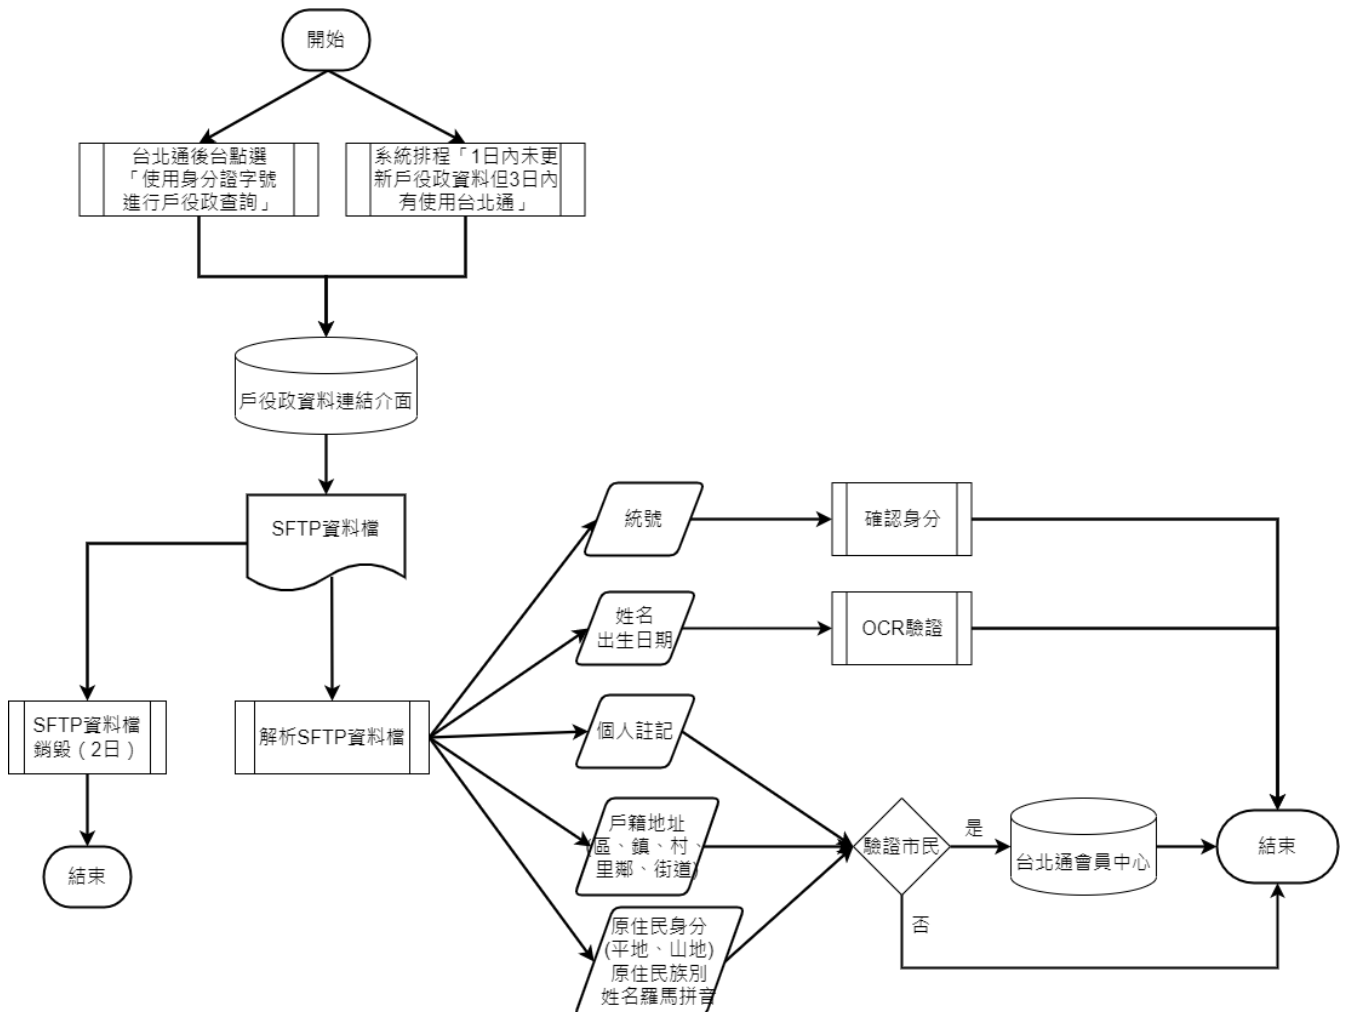 開始
台北通後台點選
「使用身分證字號
進行戶役政查詢」
系統排程「1日內未更
新戶役政資料但3日內
有使用台北通」
戶役政資料連結介面
SFTP資料檔
SFTP資料檔
銷毀（2日）
結束
解析SFTP資料檔
統號
確認身分
姓名
出生日期
OCR驗證
個人註記
戶籍地址
區、鎮、村、
里鄰、街道)
原住民身分
(平地、山地)
原住民族別
姓名羅馬拼音
驗證市民
是
否
台北通會員中心
結束